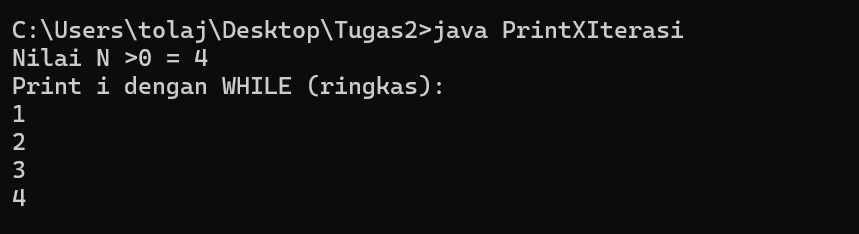 C:\Users\tolaj\Desktop\Tugas2>java PrintXIterasi
Nilai N >0 = 4
Print i dengan WHILE (ringkas):
1
2
3
4